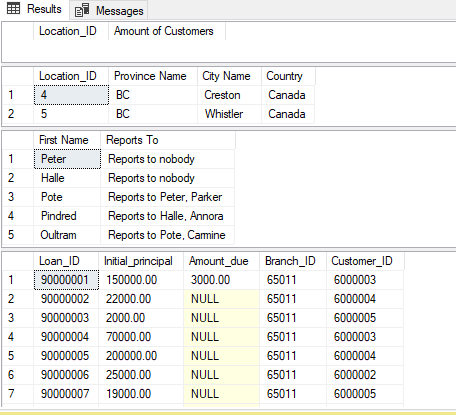 Results Messages
Location_ID Amount of Customers
Location_ID Province Name City Name Country
1 4 BC Creston Canada
2 5 BC Whistler Canada
First Name Reports To
1 Peter Reports to nobody
2 Halle Reports to nobody
3 Pote Reports to Peter, Parker
4 Pindred Reports to Halle, Annora
5 Oultram Reports to Pote, Carmine
Loan_ID Initial_principal Amount_due Branch_ID Customer_ID
1 90000001 150000.00 3000.00 65011 6000003
2 90000002 22000.00 NULL 65011 6000004
3 90000003 2000.00 NULL 65011 6000005
4 90000004 70000.00 NULL 65011 6000003
5 90000005 200000.00 NULL 65011 6000004
6 90000006 25000.00 NULL 65011 6000002
7 90000007 19000.00 NULL 65011 6000005